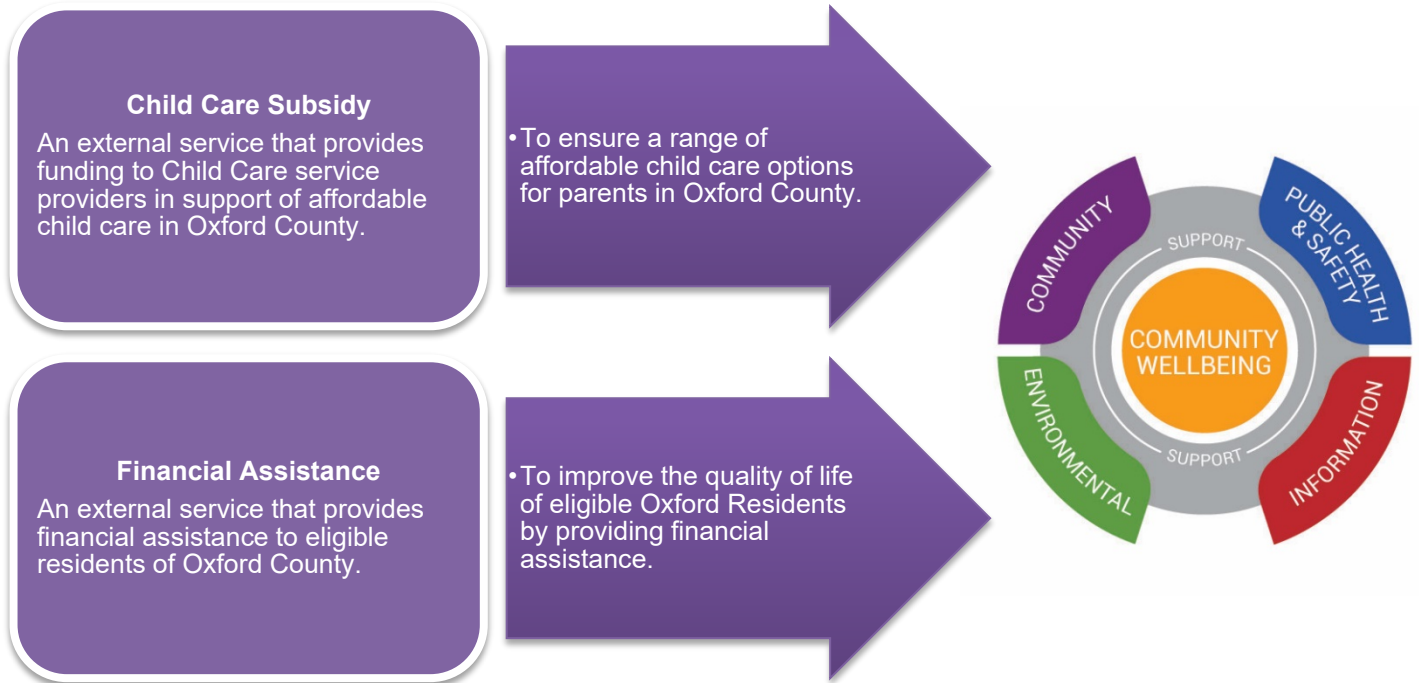 Child Care Subsidy
An external service that provides
funding to Child Care service
providers in support of affordable
child care in Oxford County.
•To ensure a range of
affordable child care options
for parents in Oxford County.
Financial Assistance
An external service that provides
financial assistance to eligible
residents of Oxford County.
•To improve the quality of life
of eligible Oxford Residents
by providing financial
assistance.
COMMUNITY
PUBLIC HEALTH
& SAFETY
SUPPORT
COMMUNITY
WELLBEING
ENVIRONMENTAL
SUPPORT
INFORMATION